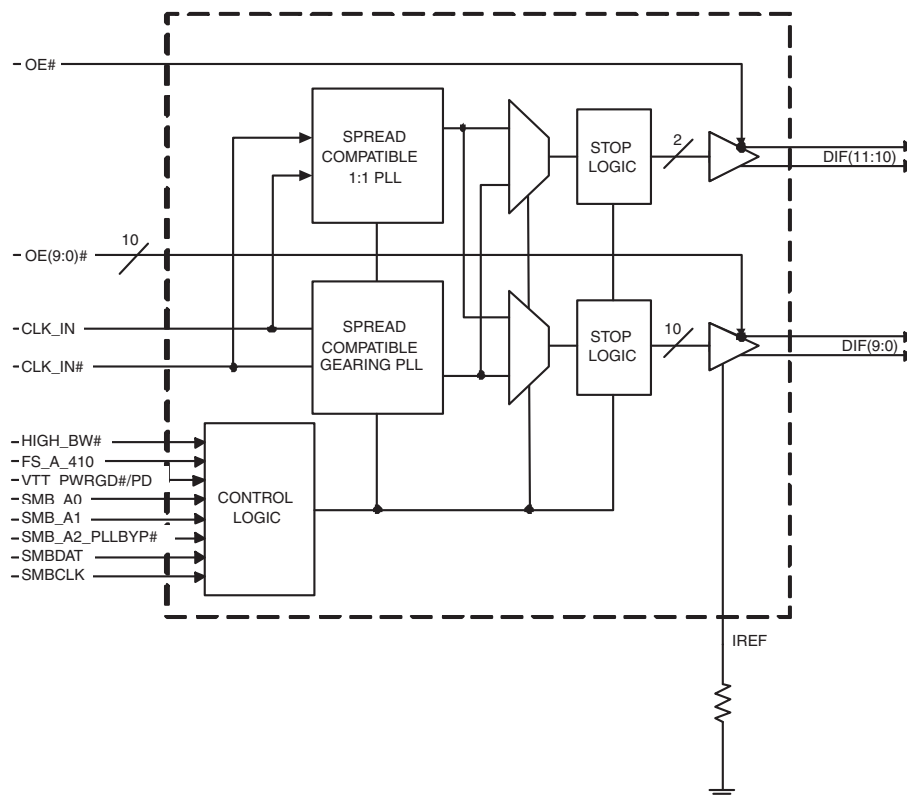 OE#
SPREAD
COMPATIBLE
1:1 PLL
STOP
LOGIC
2
DIF(11:10)
10
OE(9:0)#
CLK_IN
CLK_IN#
SPREAD
COMPATIBLE
GEARING PLL
STOP
LOGIC
10
DIF(9:0)
HIGH_BW#
FS_A_410
VTT_PWRGD#/PD
SMB_A0
SMB_A1
SMB_A2_PLLBYP#
SMBDAT
SMBCLK
CONTROL
LOGIC
IREF